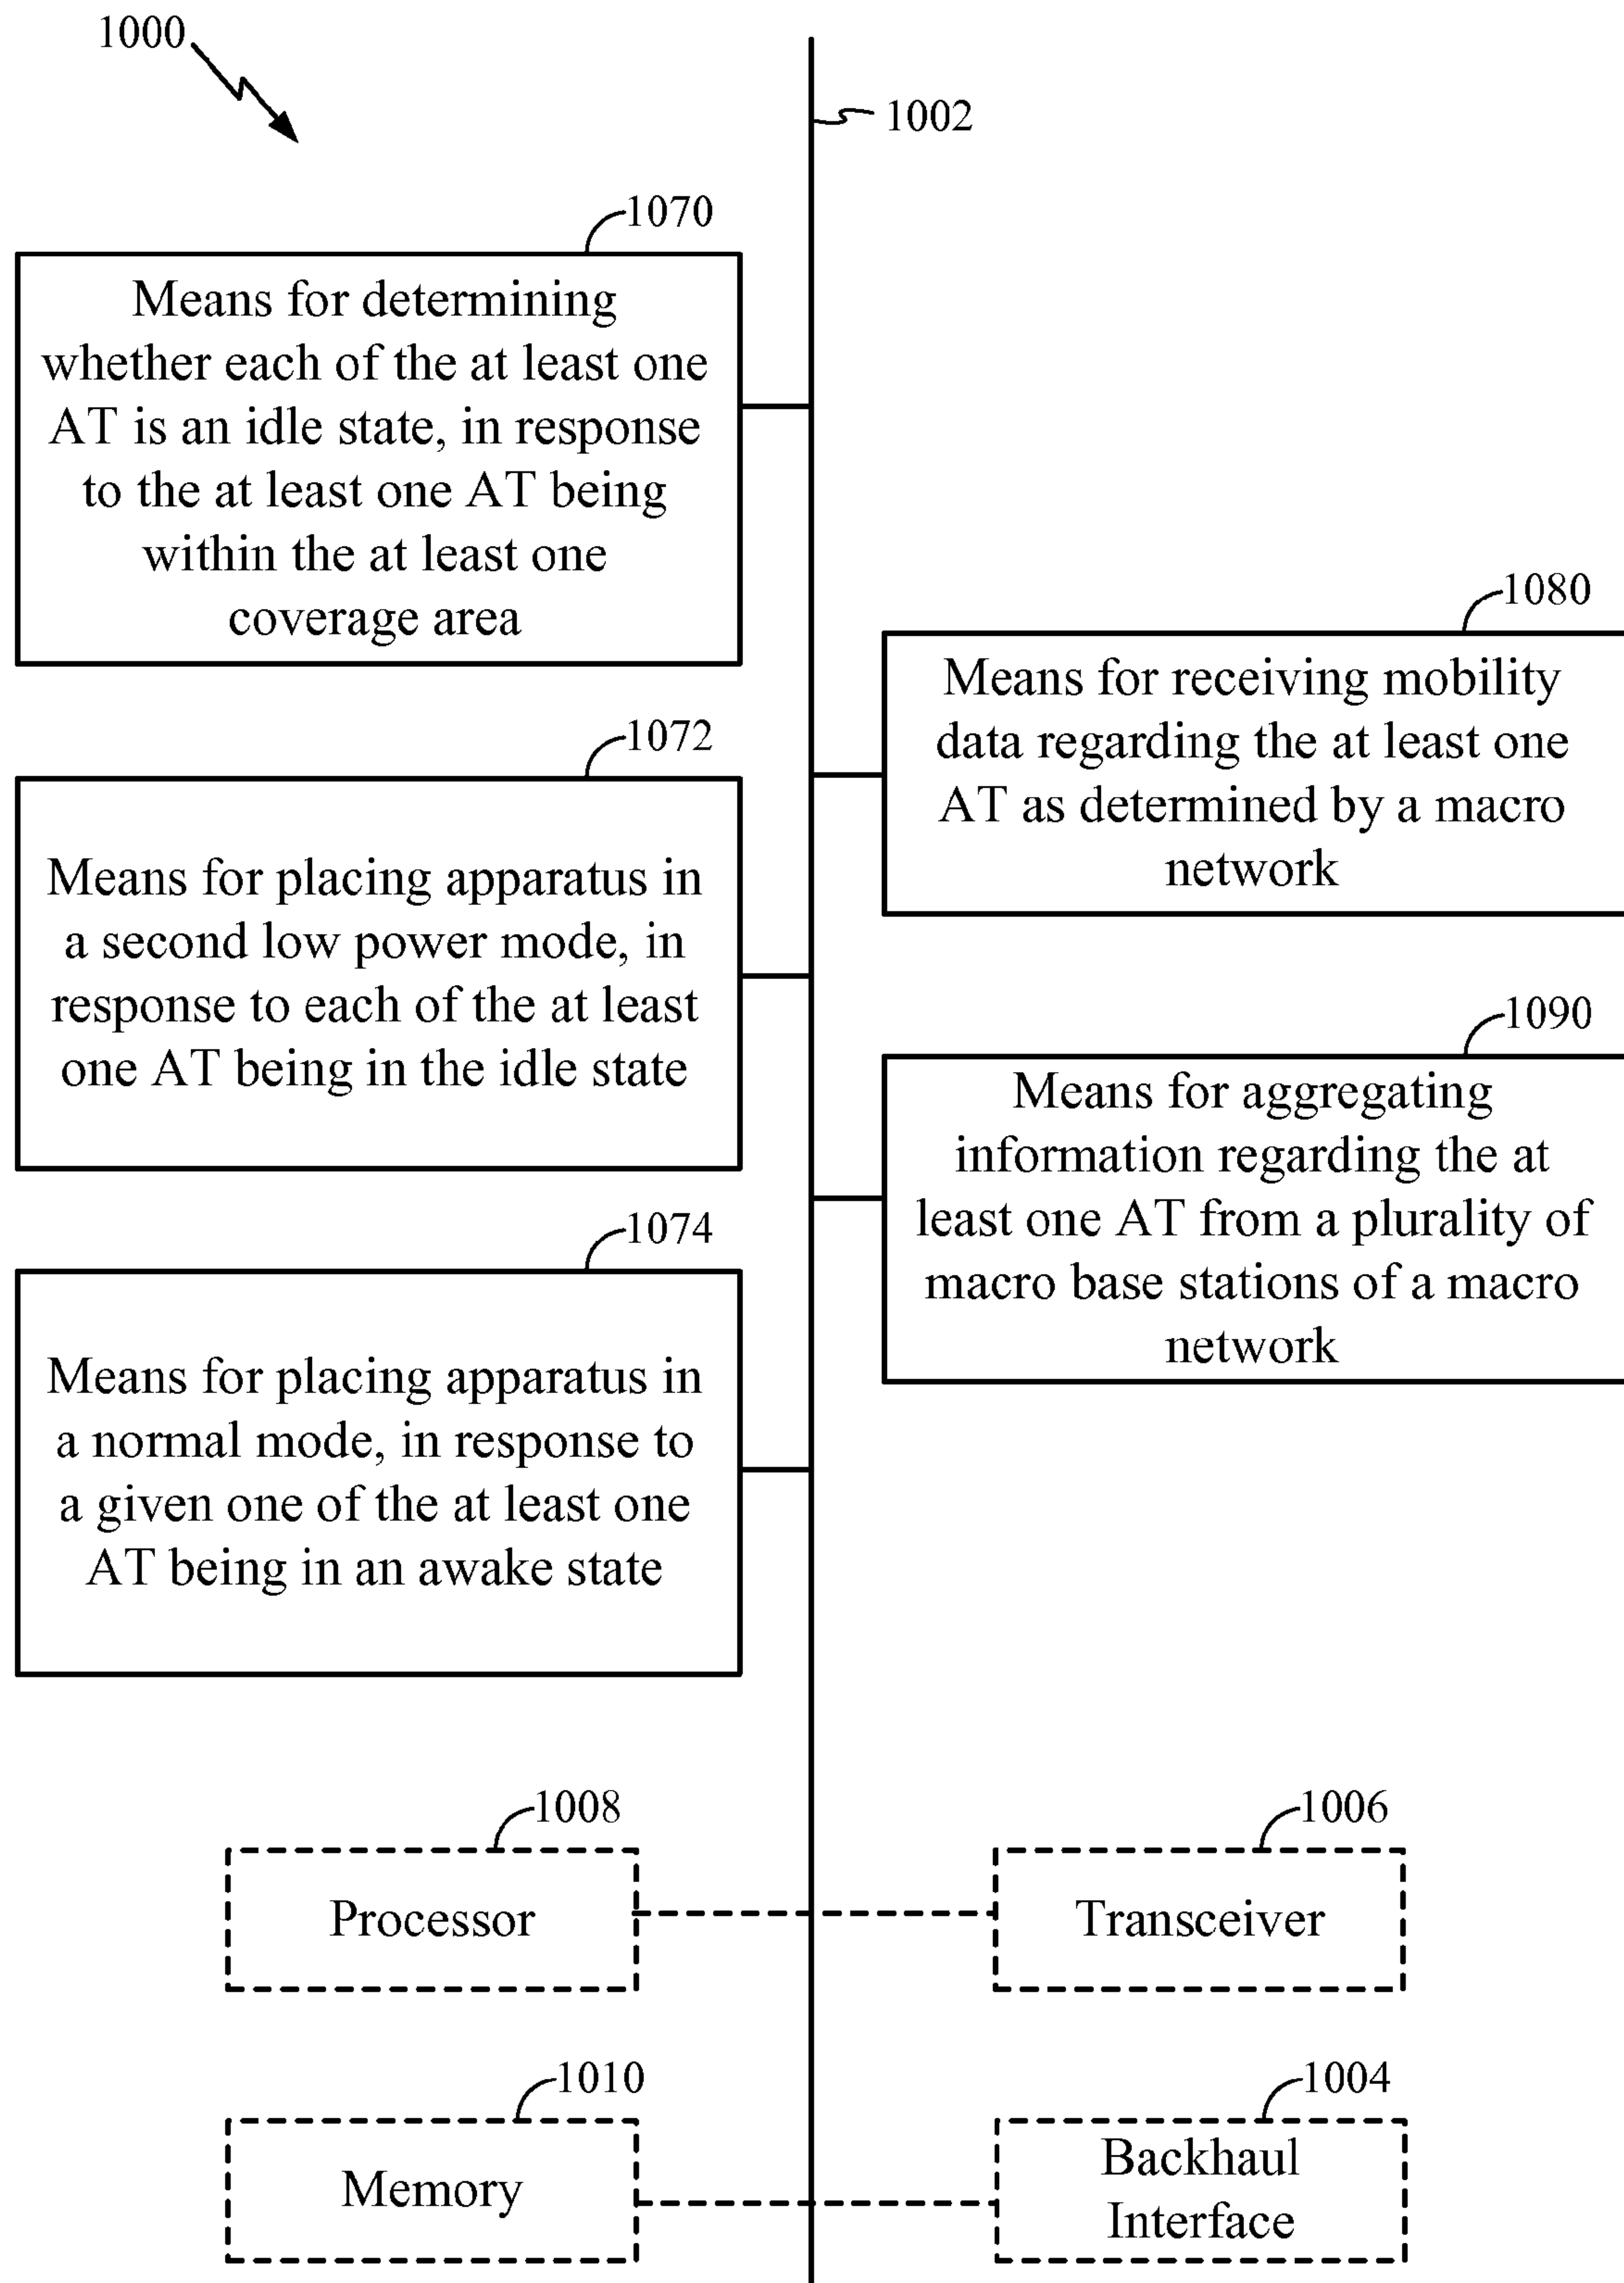 1000
1002
1070
Means for determining
whether each of the at least one
AT is an idle state, in response
to the at least one AT being
within the at least one
coverage area
1080
Means for receiving mobility
data regarding the at least one
AT as determined by a macro
network
1072
Means for placing apparatus in
a second low power mode, in
response to each of the at least
one AT being in the idle state
1090
Means for aggregating
information regarding the at
least one AT from a plurality of
macro base stations of a macro
network
1074
Means for placing apparatus in
a normal mode, in response to
a given one of the at least one
AT being in an awake state
1008
Processor
1006
Transceiver
1010
Memory
1004
Backhaul
Interface